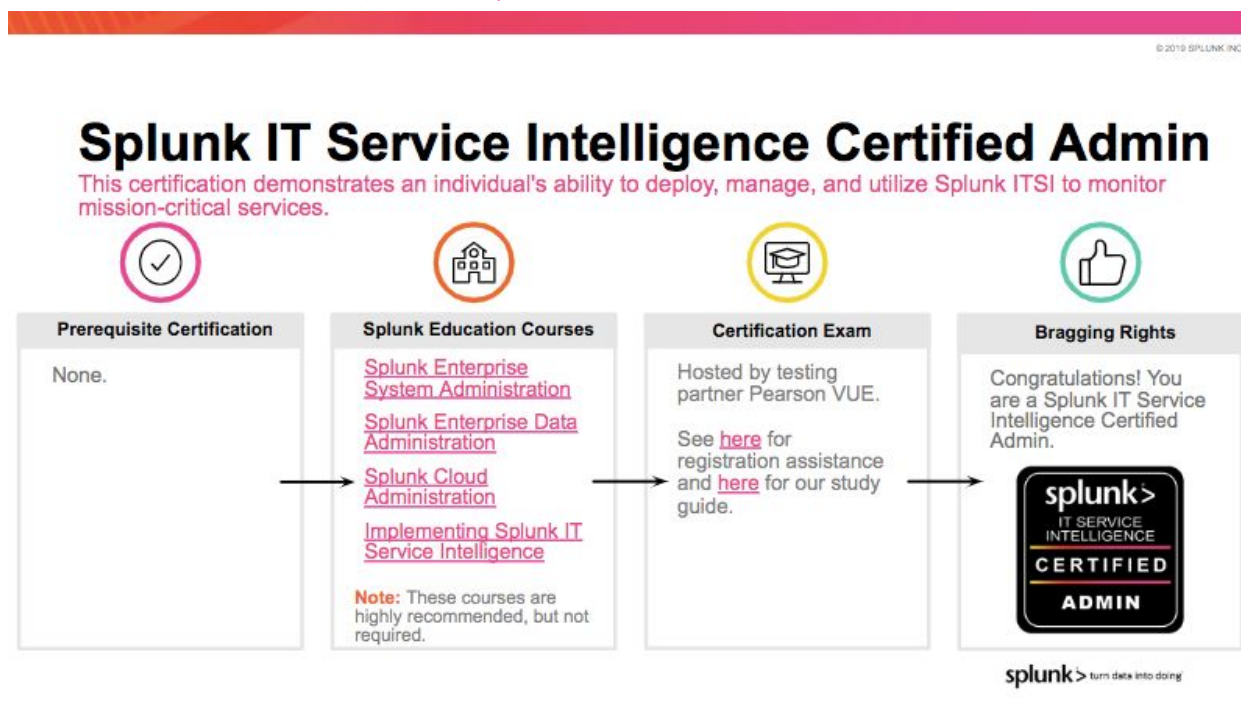 © 2019 SPLUNK INC
Splunk IT Service Intelligence Certified Admin
This certification demonstrates an individual's ability to deploy, manage, and utilize Splunk ITSI to monitor
mission-critical services.
Prerequisite Certification
None.
Splunk Education Courses
Splunk Enterprise
System Administration
Splunk Enterprise Data
Administration
Splunk Cloud
Administration
Implementing Splunk IT
Service Intelligence
Note: These courses are
highly recommended, but not
required.
Certification Exam
Hosted by testing
partner Pearson VUE.
See here for
registration assistance
and here for our study
guide.
Bragging Rights
Congratulations! You
are a Splunk IT Service
Intelligence Certified
Admin.
splunk>
IT SERVICE
INTELLIGENCE
CERTIFIED
ADMIN
splunk> turn data into doing